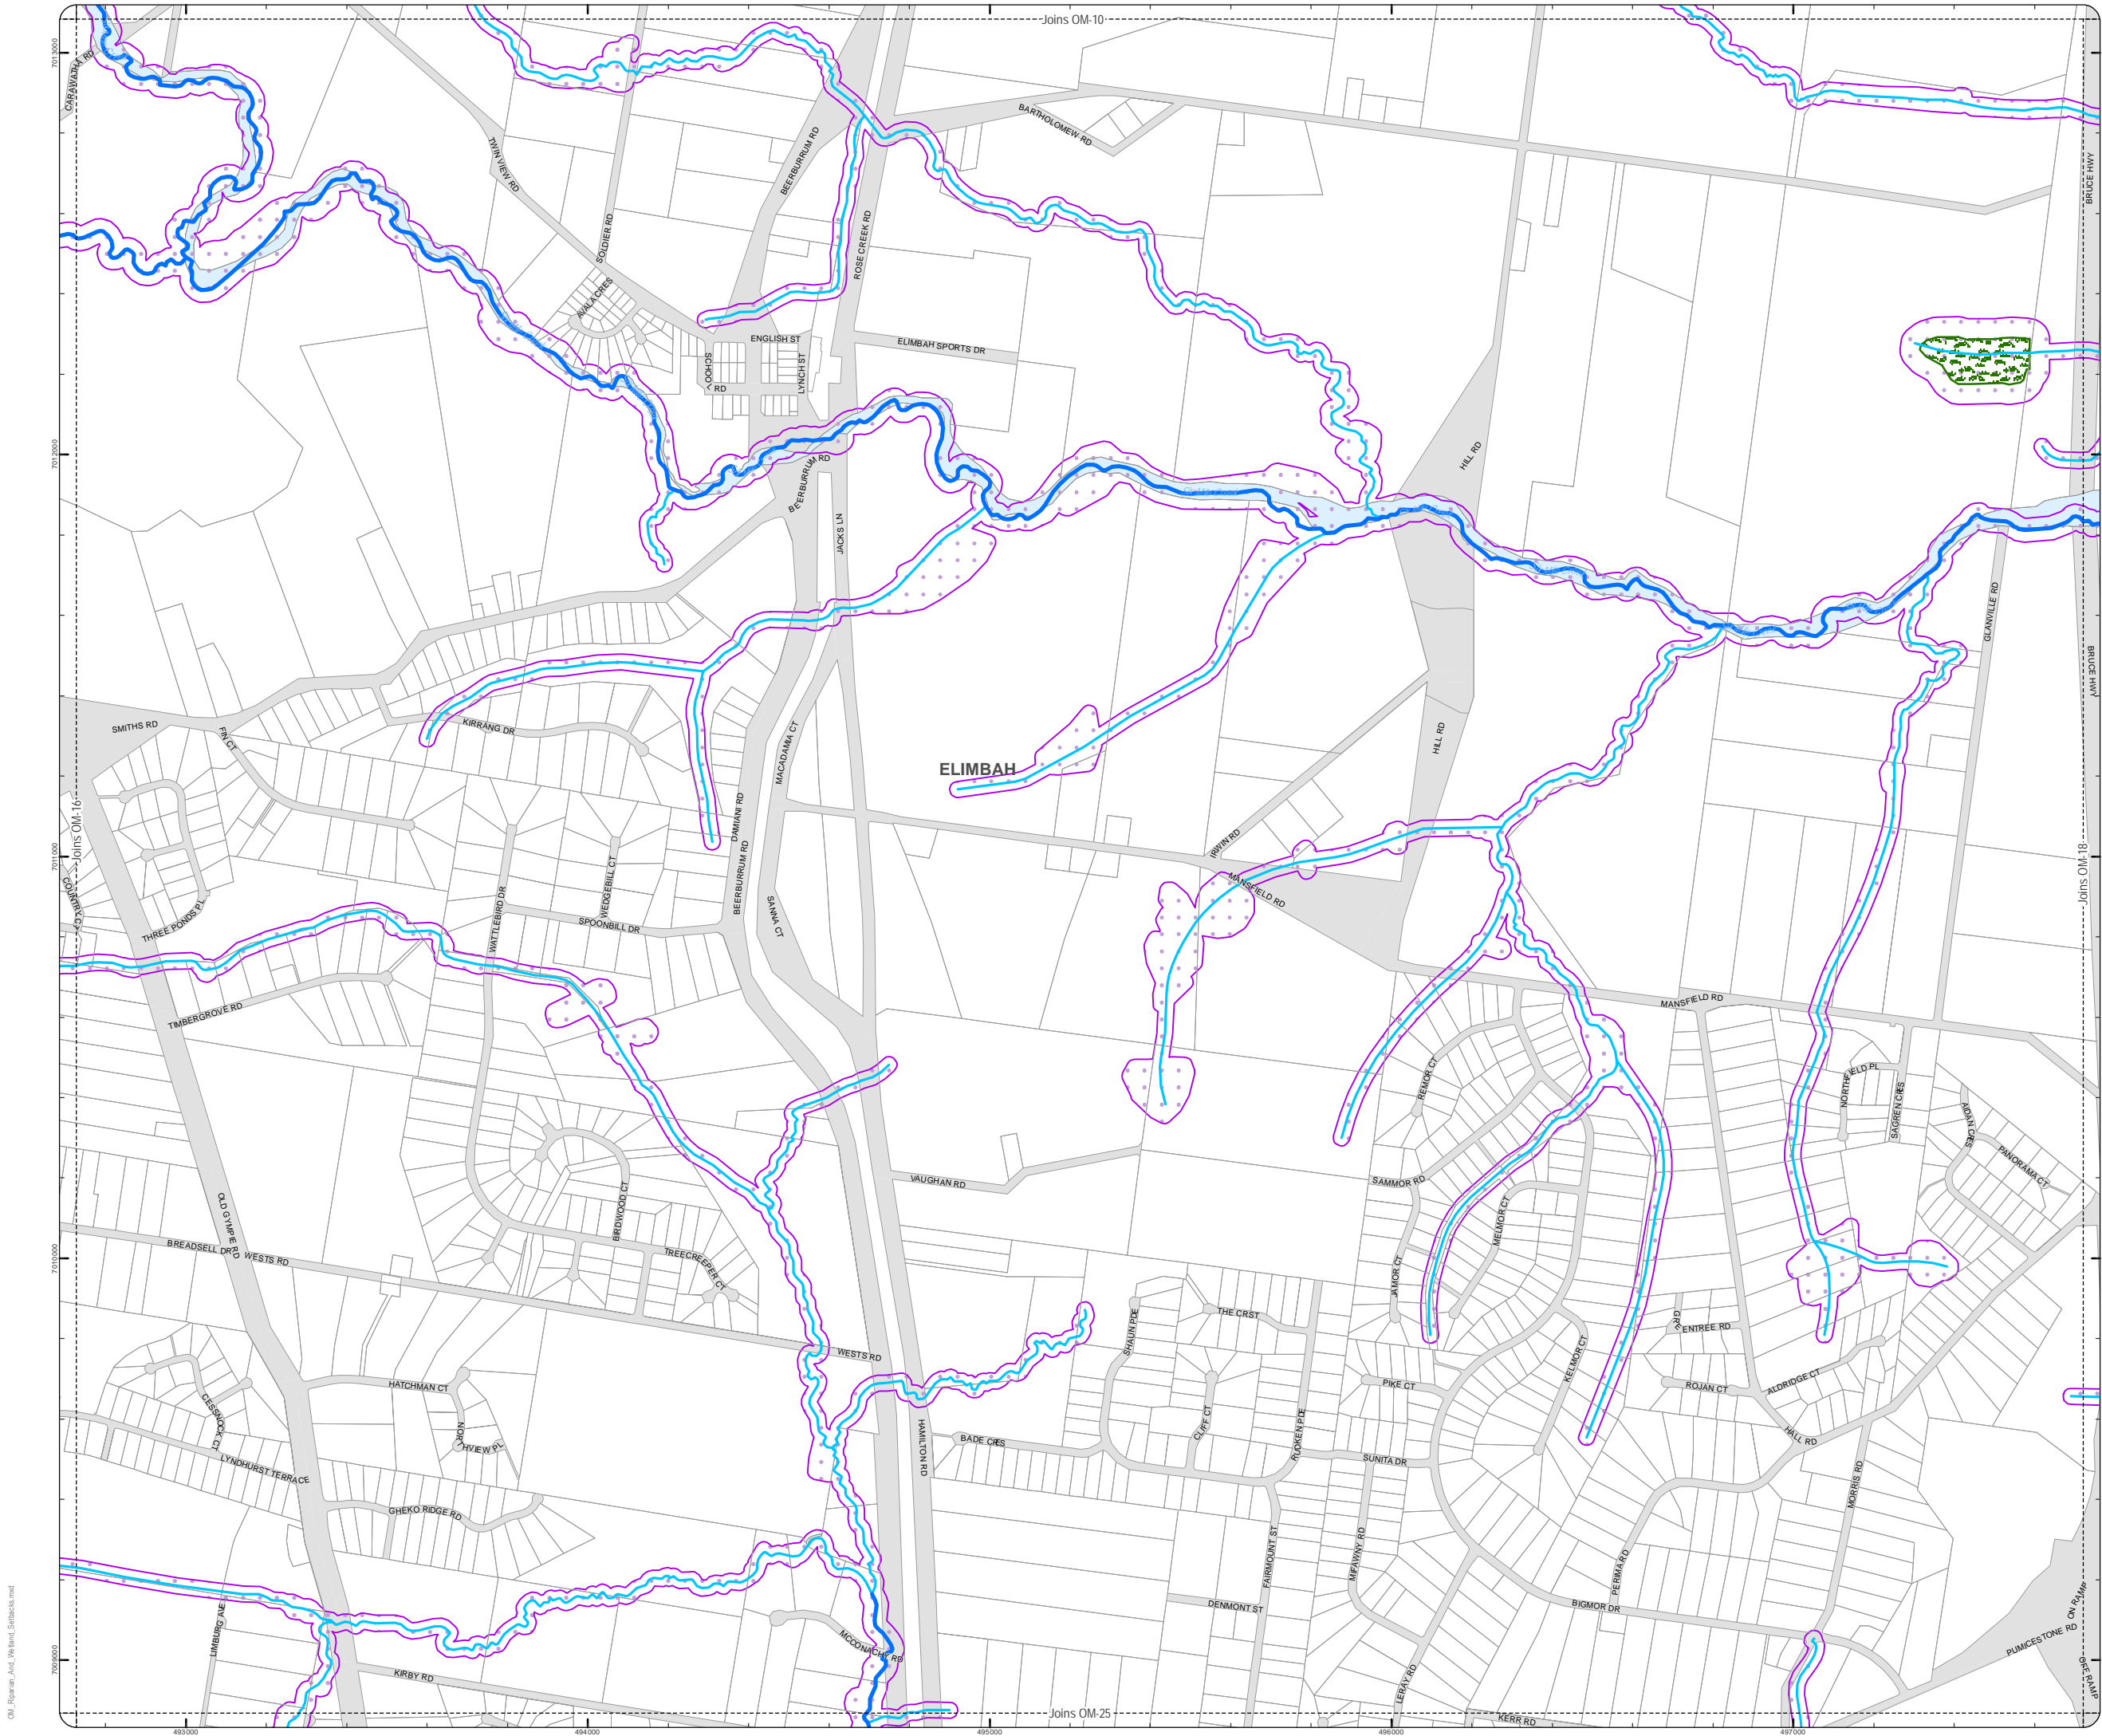 Joins OM-10
7013000
CARAWATHA RD
BRUCE HWY
BARTHOLOMEW RD
TWIN VIEW RD
BEERBURRUM RD
SOLDIER RD
ROSE CREEK RD
AVALA CRES
ENGLISH ST
ELIMBAH SPORTS DR
SCHOOL RD
LYNCH ST
7012000
HILL RD
BEERBURRUM RD
JACKS LN
GLANVILLE RD
BRUCE HWY
SMITHS RD
FIN CT
KIRRANG DR
MACADAMIA CT
HILL RD
ELIMBAH
Joins OM-16
DAMIANI RD
IRWIN RD
7011000
BEERBURRUM RD
MANSFIELD RD
Joins OM-18
COUNTRY CT
THREE PONDS PL
WATTLEBIRD DR
WEDGEBILL CT
SPOONBILL DR
SANNA CT
TIMBERGROVE RD
MANSFIELD RD
REMOR CT
NORTHFIELD PL
SAGREN CRES
AIDAN CRES
PANORAMA CT
VAUGHAN RD
SAMMOR RD
OLD GYMPIE RD
BIRDWOOD CT
MELMOR CT
7010000
BREADSELL DR
WESTS RD
TREECREEPER CT
JAMOR CT
THE CRST
SHAUN PDE
ENTREE RD
WESTS RD
KELMOR CT
HATCHMAN CT
PIKE CT
ROJAN CT
ALDRIDGE CT
CESSNOCK CT
NORTHVIEW PL
HAMILTON RD
BADE CRES
CLIFF CT
RUDKEN PDE
SUNITA DR
HALL RD
LYNDHURST TERRACE
MORRIS RD
GHEKO RIDGE RD
FAIRMOUNT ST
MIFAWNY RD
PERIMA RD
DENMONT ST
BIGMOR DR
ON RAMP
LIMBURG AVE
MCCONACHY RD
PUMICESTONE RD
7009000
KIRBY RD
LERAY RD
OFF RAMP
Joins OM-25
KERR RD
493000
494000
495000
496000
497000
OM_Riparian_And_Wetland_Setbacks.mxd